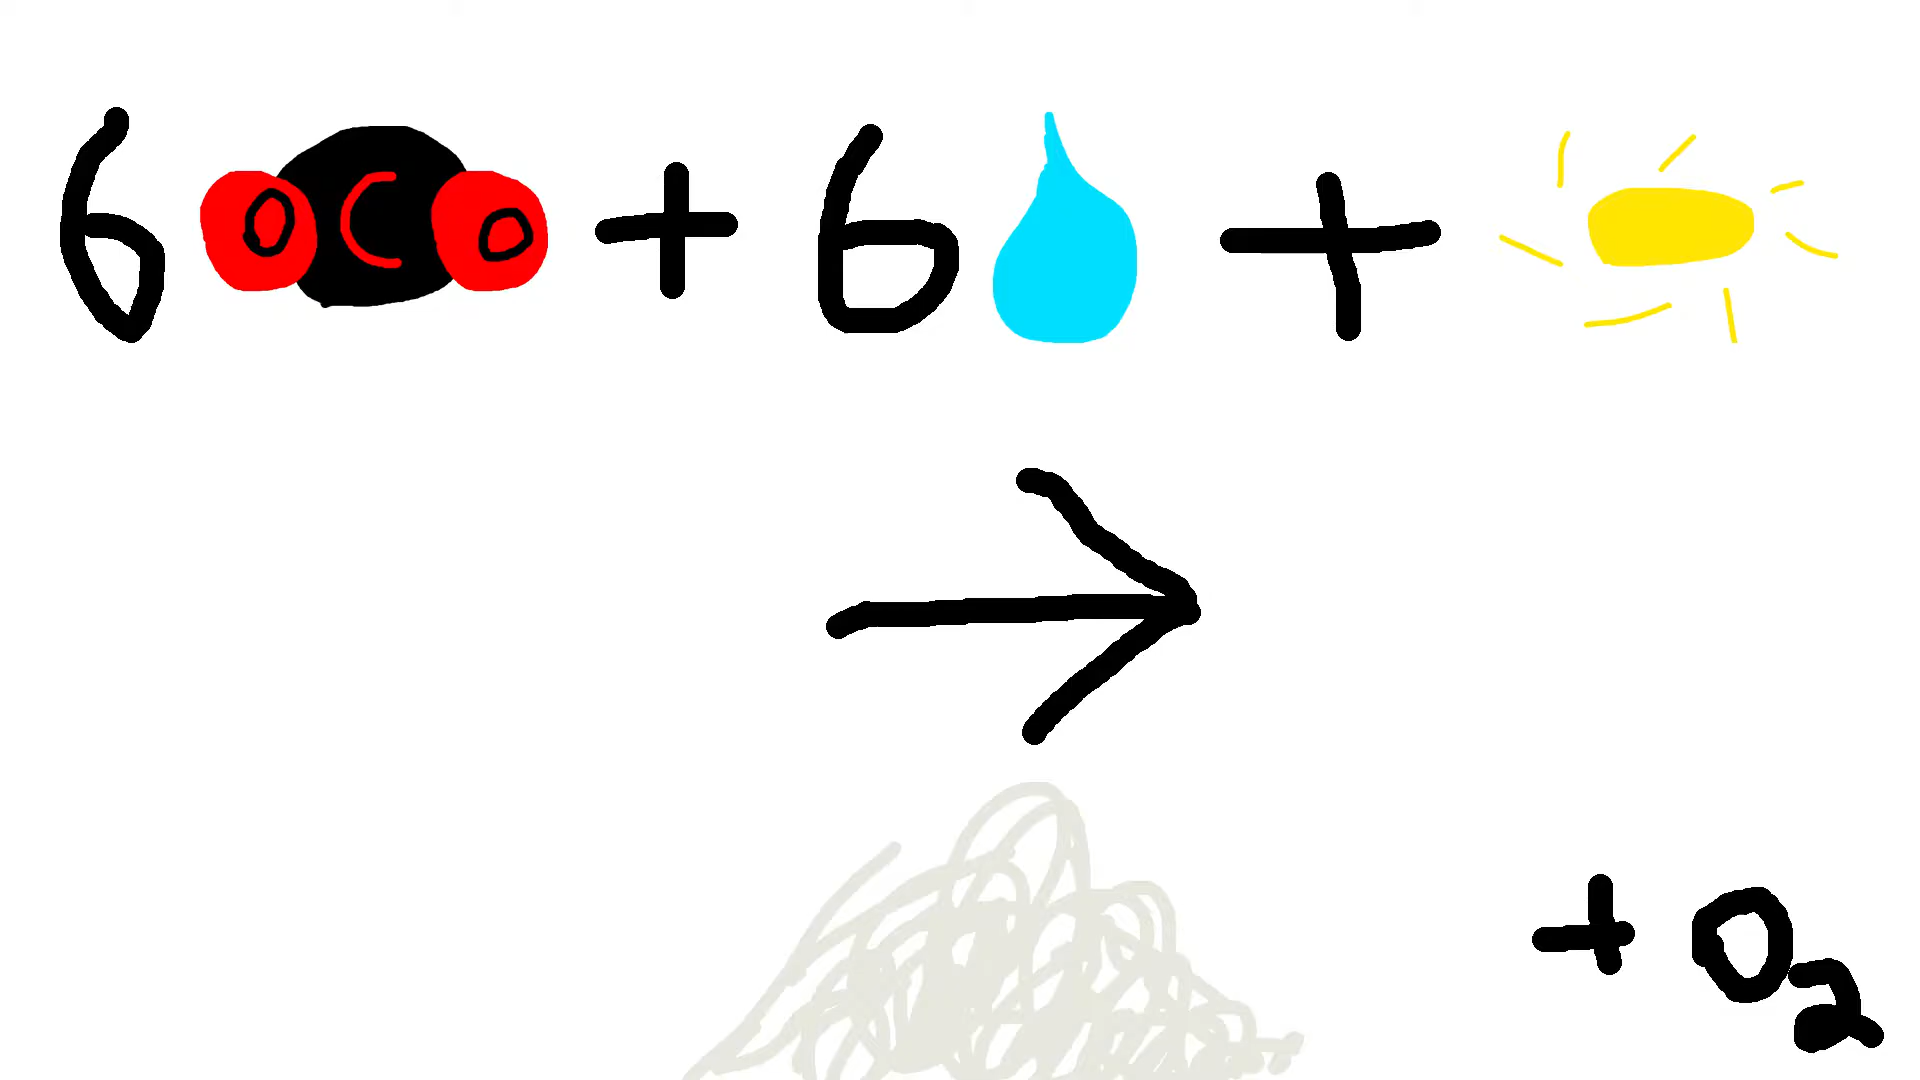 6 OCO + 6 +
→
+ O₂